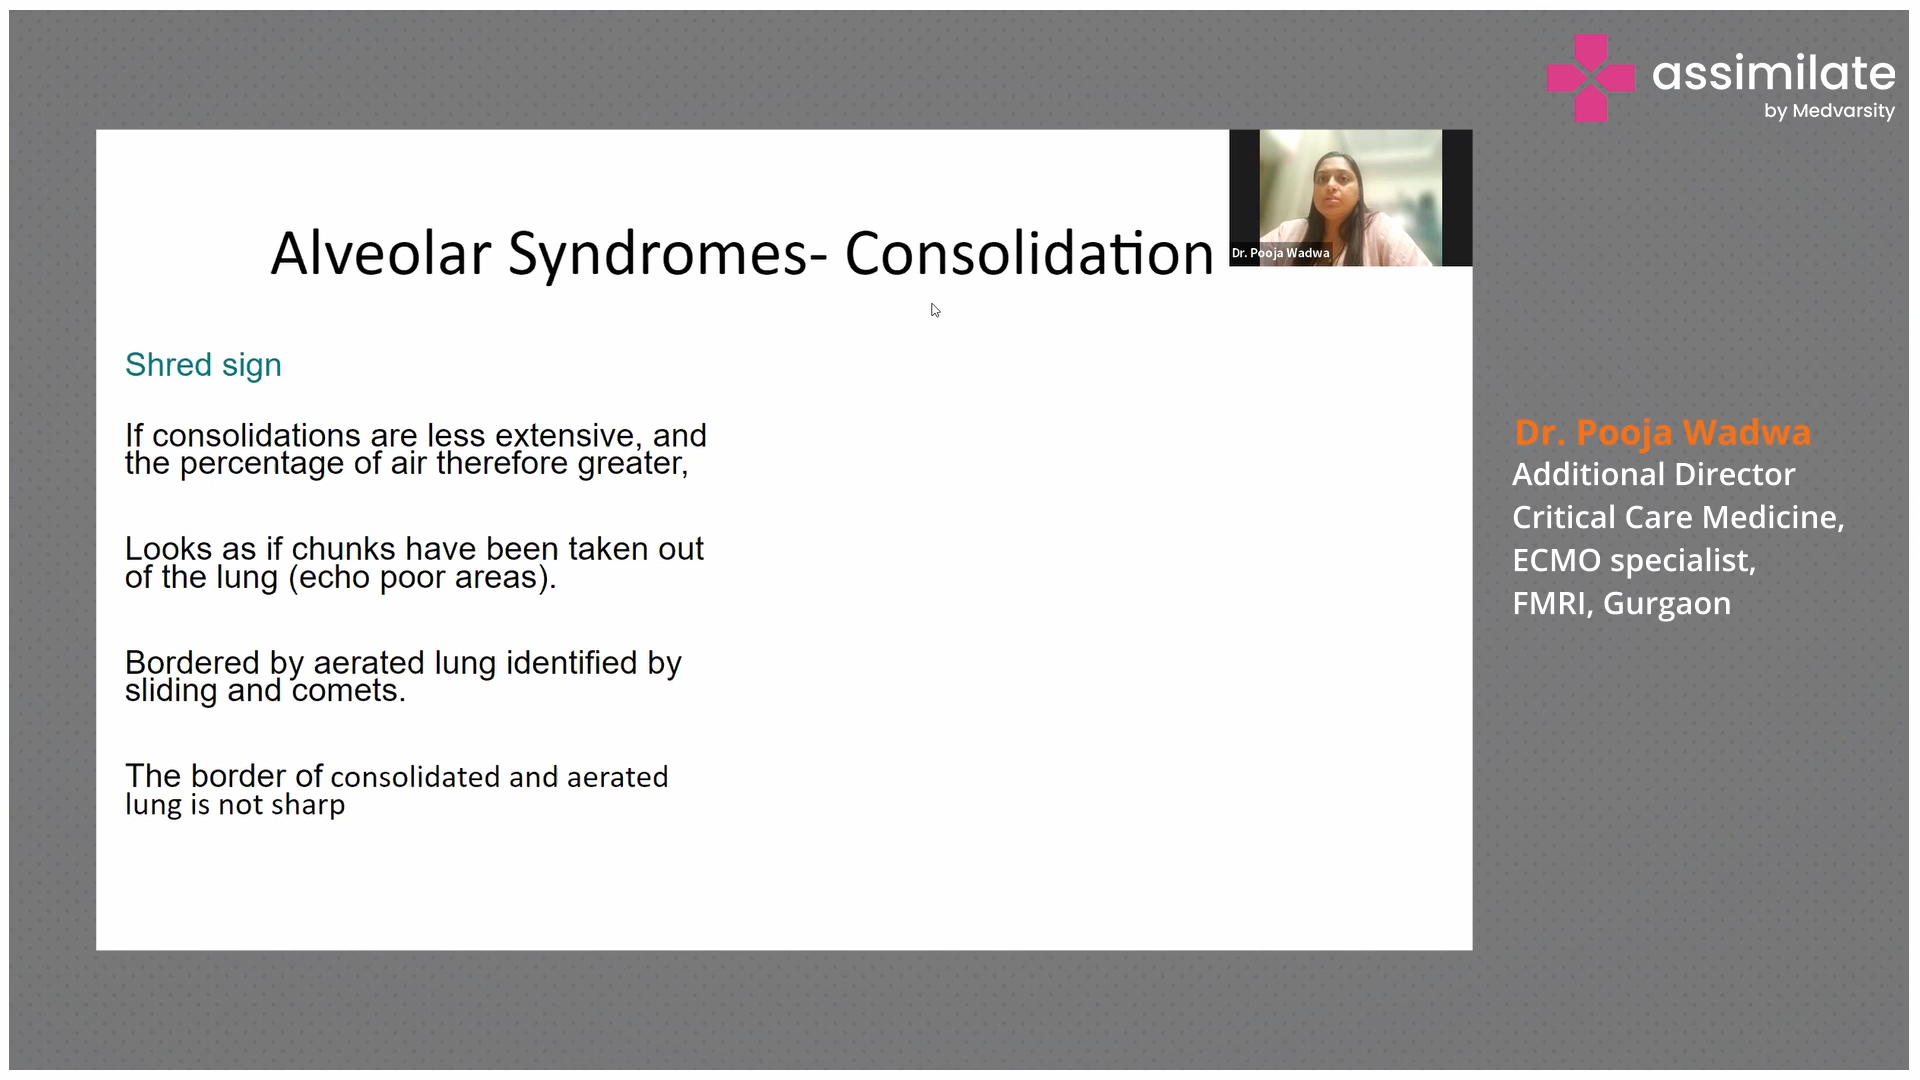 assimilate
by Medvarsity
Alveolar Syndromes- Consolidation
Dr. Pooja Wadwa
Shred sign
If consolidations are less extensive, and
the percentage of air therefore greater,
Looks as if chunks have been taken out
of the lung (echo poor areas).
Bordered by aerated lung identified by
sliding and comets.
The border of consolidated and aerated
lung is not sharp
Dr. Pooja Wadwa
Additional Director
Critical Care Medicine,
ECMO specialist,
FMRI, Gurgaon